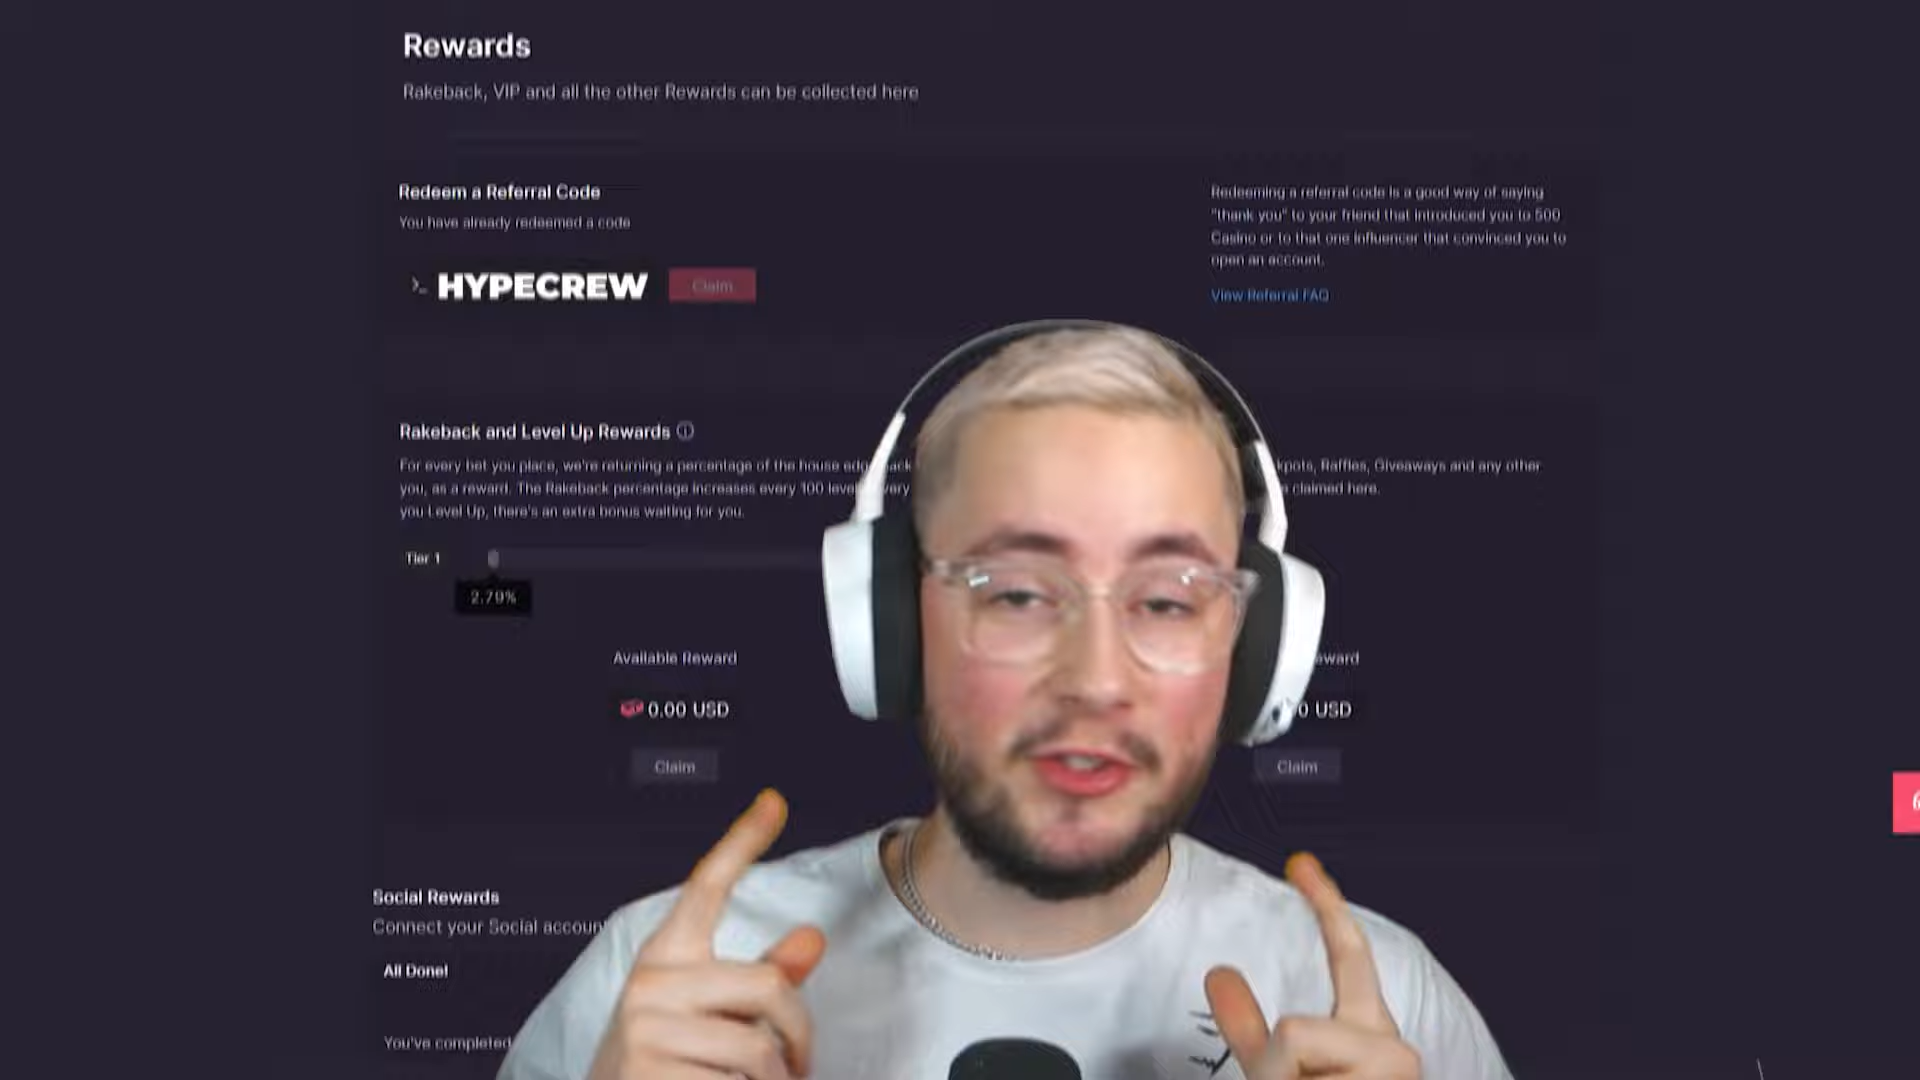 Rewards
Rakeback, VIP and all the other Rewards can be collected here
Redeem a Referral Code
You have already redeemed a code
HYPECREW
Claim
Redeeming a referral code is a good way of saying
"thank you" to your friend that introduced you to 500
Casino or to that one influencer that convinced you to
open an account.
View Referral FAQ
Rakeback and Level Up Rewards
For every bet you place, we're returning a percentage of the house
you, as a reward. The Rakeback percentage increases every 100
you Level Up, there's an extra bonus waiting for you.
Raffles, Giveaways and any other
claimed here.
Tier 1
2.79%
Available Reward
0.00 USD
Claim
USD
Claim
Social Rewards
Connect your Social
All Done!
You've completed